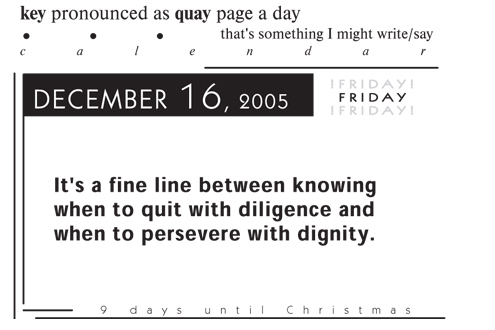 key pronounced as quay page a day
• • • that's something I might write/say
c a l e n d a r
DECEMBER 16, 2005
!FRIDAY!
FRIDAY
!FRIDAY!
It's a fine line between knowing
when to quit with diligence and
when to persevere with dignity.
9 days until Christmas